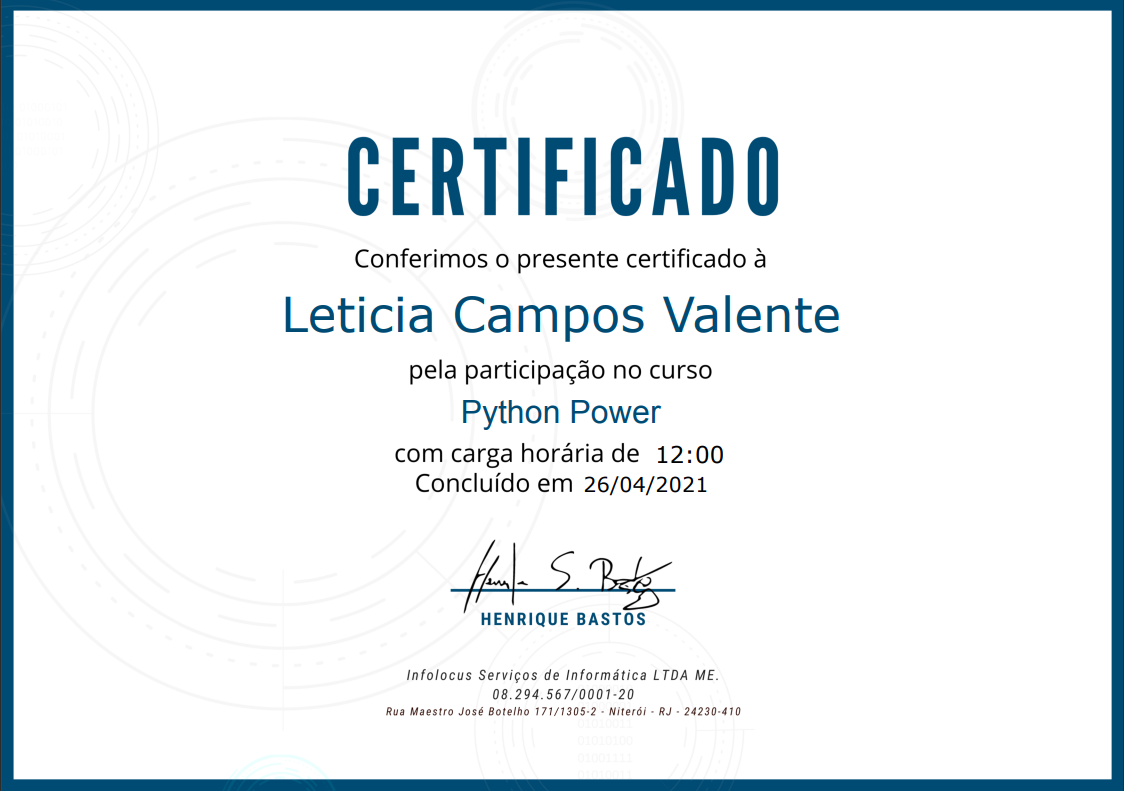 CERTIFICADO
Conferimos o presente certificado à
Leticia Campos Valente
pela participação no curso
Python Power
com carga horária de 12:00
Concluído em 26/04/2021
Henrique S. Bastos
HENRIQUE BASTOS
Infolocus Serviços de Informática LTDA ME.
08.294.567/0001-20
Rua Maestro José Botelho 171/1305-2 - Niterói - RJ - 24230-410
01010100
01001111